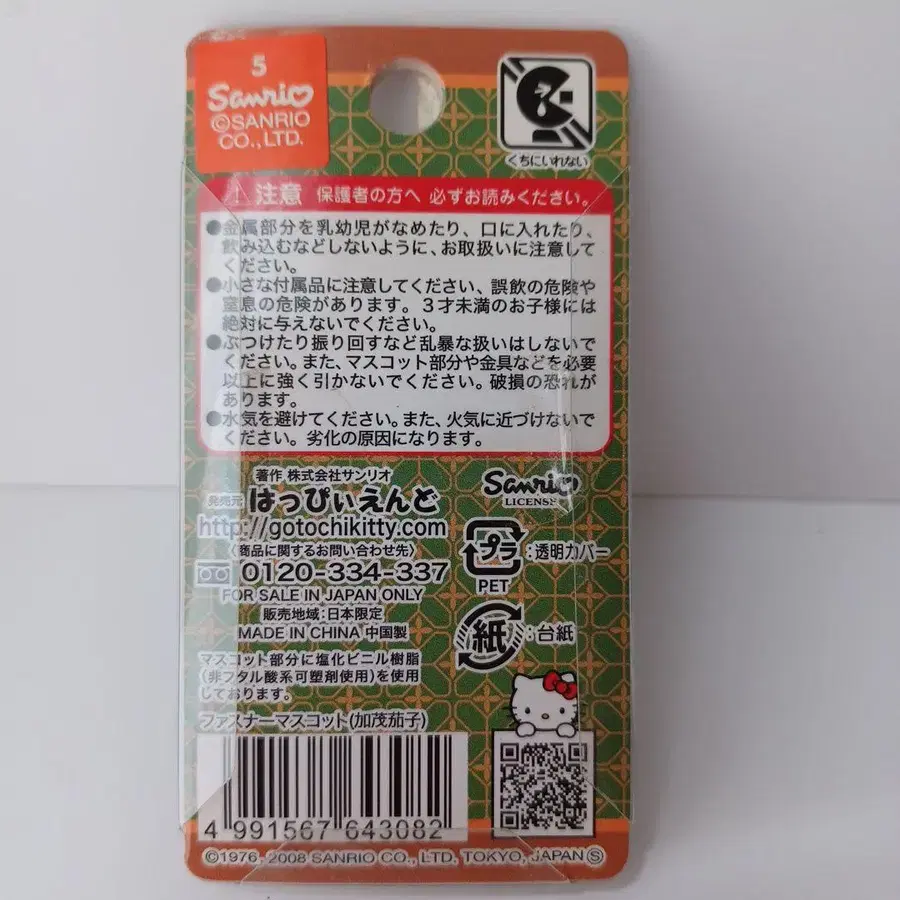 5
Sanrio
©SANRIO
CO., LTD.
くちにいれない
注意 保護者の方へ 必ずお読みください。
●金属部分を乳幼児がなめたり、口に入れたり、
飲み込むなどしないように、お取扱いに注意して
ください。
●小さな付属品に注意してください、誤飲の危険や
窒息の危険があります。3才未満のお子様には
絶対に与えないでください。
●ぶつけたり振り回すなど乱暴な扱いはしないで
ください。また、マスコット部分や金具などを必要
以上に強く引かないでください。破損の恐れが
あります。
●水気を避けてください。また、火気に近づけないで
ください。劣化の原因になります。
著作 株式会社サンリオ
発売元 はっぴぃえんど
http://gotochikitty.com
〈商品に関するお問い合わせ先〉
0120-334-337
FOR SALE IN JAPAN ONLY
販売地域:日本限定
MADE IN CHINA 中国製
Sanrio
LICENSE
プラ :透明カバー
PET
紙 :台紙
マスコット部分に塩化ビニル樹脂
(非フタル酸系可塑剤使用)を使用
しております。
ファスナーマスコット(加茂茄子)
4 991567 643082
©1976, 2008 SANRIO CO., LTD. TOKYO, JAPAN Ⓢ